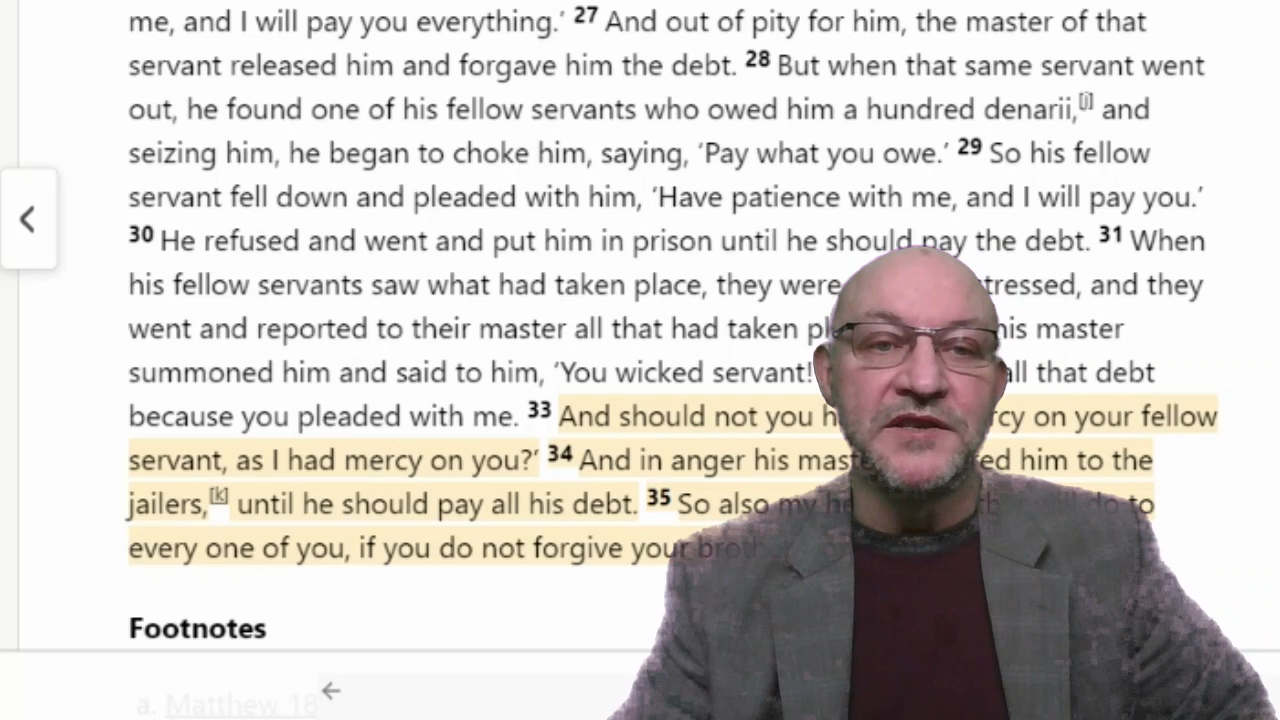 me, and I will pay you everything.’ 27 And out of pity for him, the master of that
servant released him and forgave him the debt. 28 But when that same servant went
out, he found one of his fellow servants who owed him a hundred denarii,[j] and
seizing him, he began to choke him, saying, ‘Pay what you owe.’ 29 So his fellow
servant fell down and pleaded with him, ‘Have patience with me, and I will pay you.’
30 He refused and went and put him in prison until he should pay the debt. 31 When
his fellow servants saw what had taken place, they were tressed, and they
went and reported to their master all that had taken his master
summoned him and said to him, ‘You wicked servant! all that debt
because you pleaded with me. 33 And should not you on your fellow
servant, as I had mercy on you?’ 34 And in anger his him to the
jailers,[k] until he should pay all his debt. 35 So also my do to
every one of you, if you do not forgive your
Footnotes
a. Matthew 18